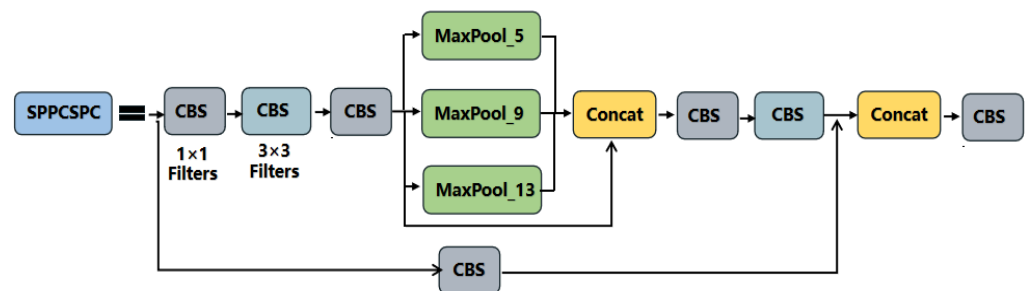 MaxPool_5
SPPCSPC
CBS
CBS
CBS
MaxPool_9
Concat
CBS
CBS
Concat
CBS
1×1
Filters
3×3
Filters
MaxPool_13
CBS